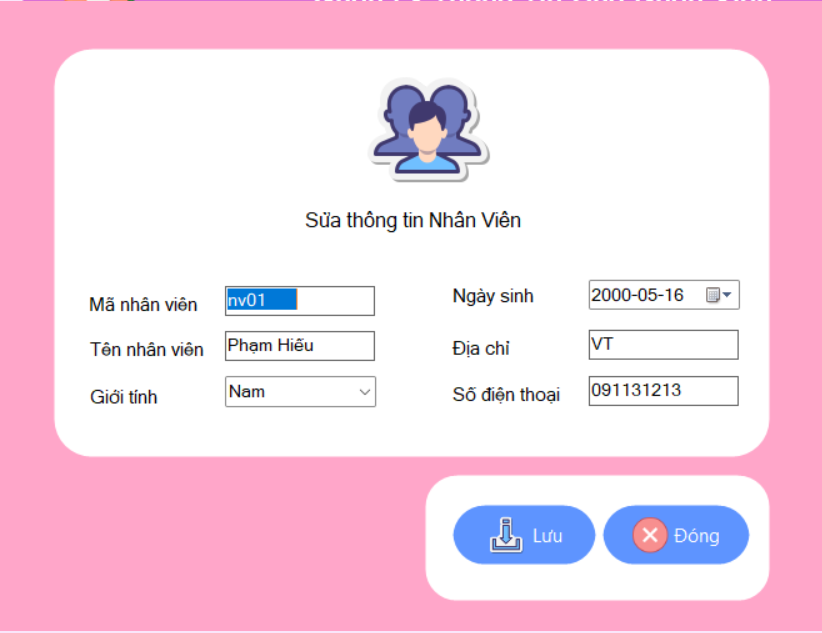 Sửa thông tin Nhân Viên
Mã nhân viên nv01
Tên nhân viên Phạm Hiếu
Giới tính Nam
Ngày sinh 2000-05-16
Địa chỉ VT
Số điện thoại 091131213
Lưu Đóng